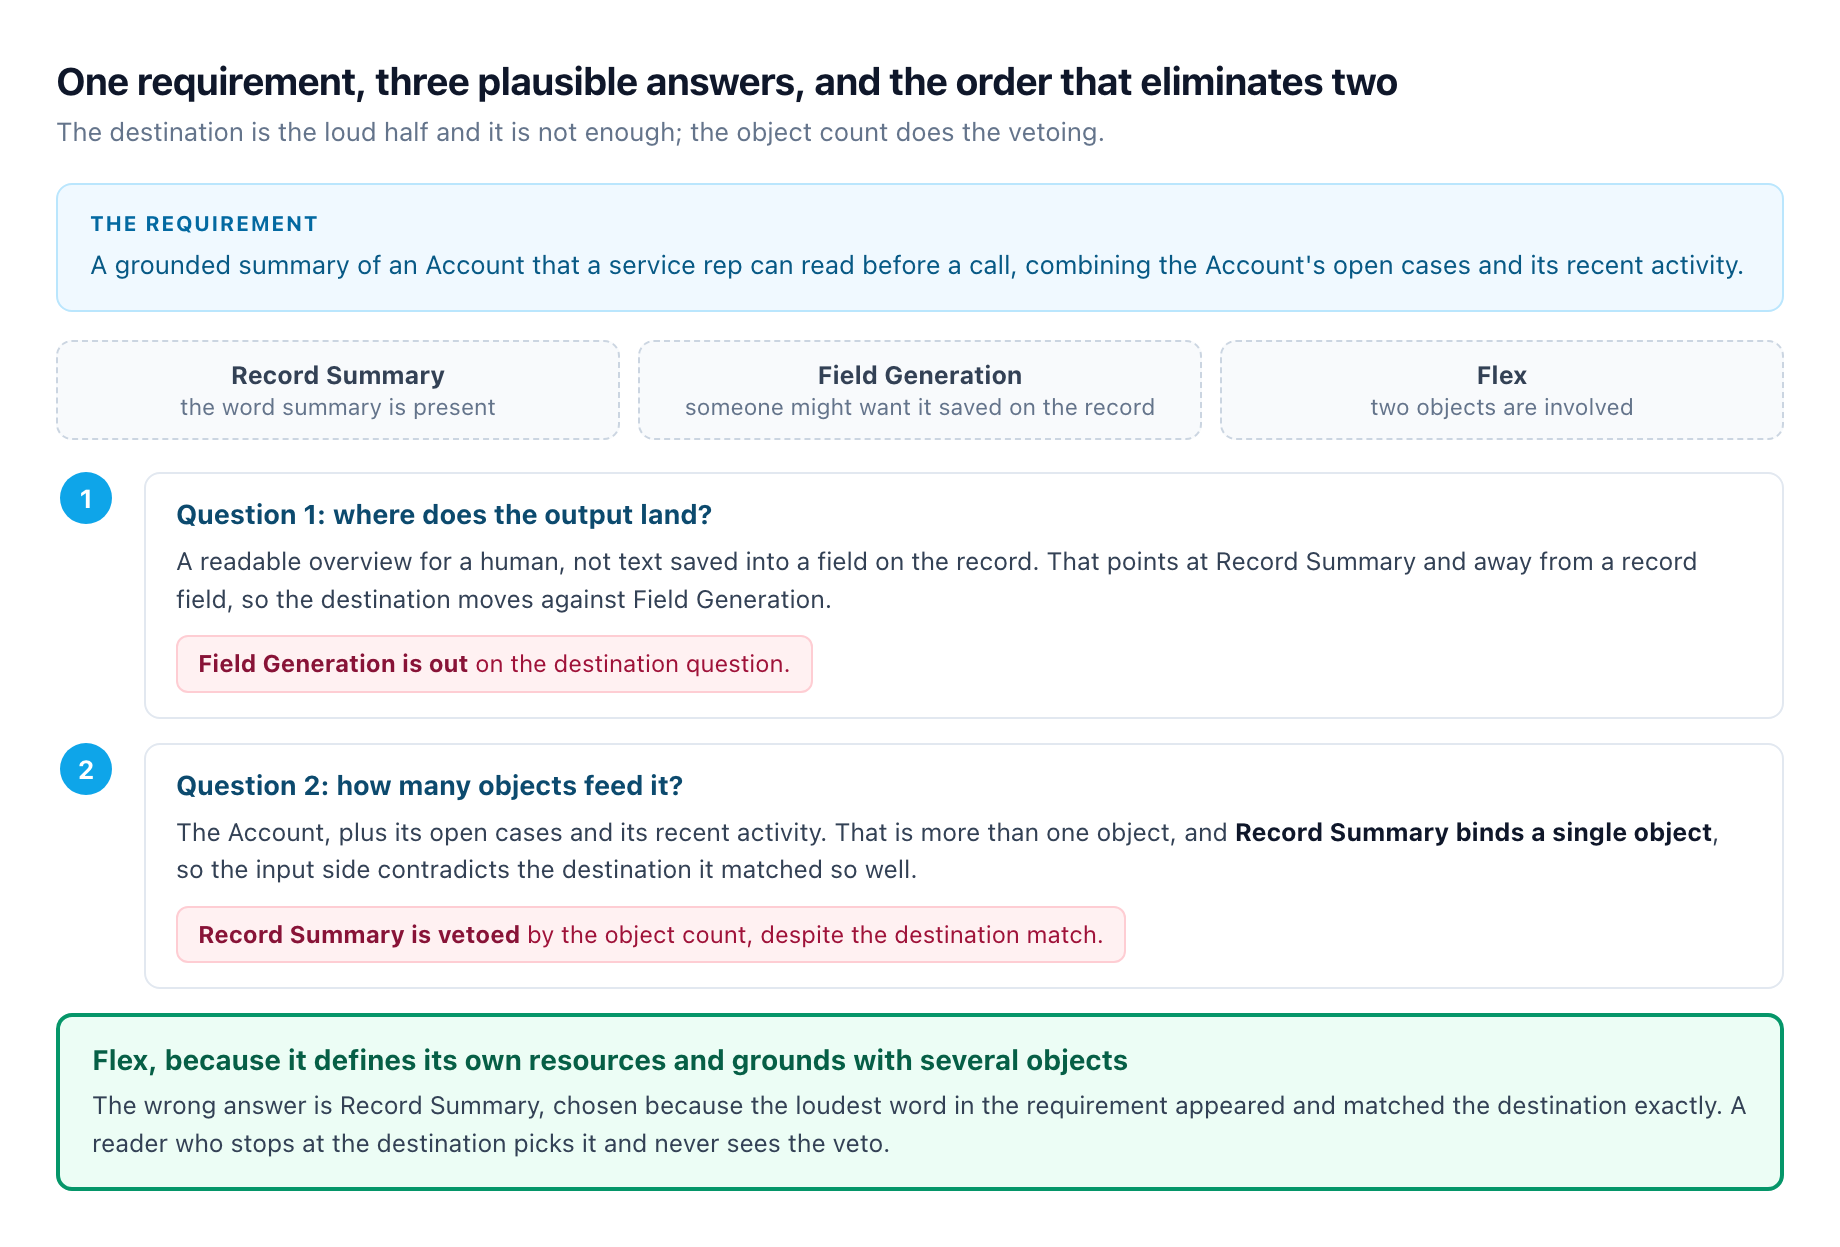 One requirement, three plausible answers, and the order that eliminates two
The destination is the loud half and it is not enough; the object count does the vetoing.
THE REQUIREMENT
A grounded summary of an Account that a service rep can read before a call, combining the Account's open cases and its recent activity.
Record Summary
the word summary is present
Field Generation
someone might want it saved on the record
Flex
two objects are involved
1
Question 1: where does the output land?
A readable overview for a human, not text saved into a field on the record. That points at Record Summary and away from a record
field, so the destination moves against Field Generation.
Field Generation is out on the destination question.
2
Question 2: how many objects feed it?
The Account, plus its open cases and its recent activity. That is more than one object, and Record Summary binds a single object,
so the input side contradicts the destination it matched so well.
Record Summary is vetoed by the object count, despite the destination match.
Flex, because it defines its own resources and grounds with several objects
The wrong answer is Record Summary, chosen because the loudest word in the requirement appeared and matched the destination exactly. A
reader who stops at the destination picks it and never sees the veto.